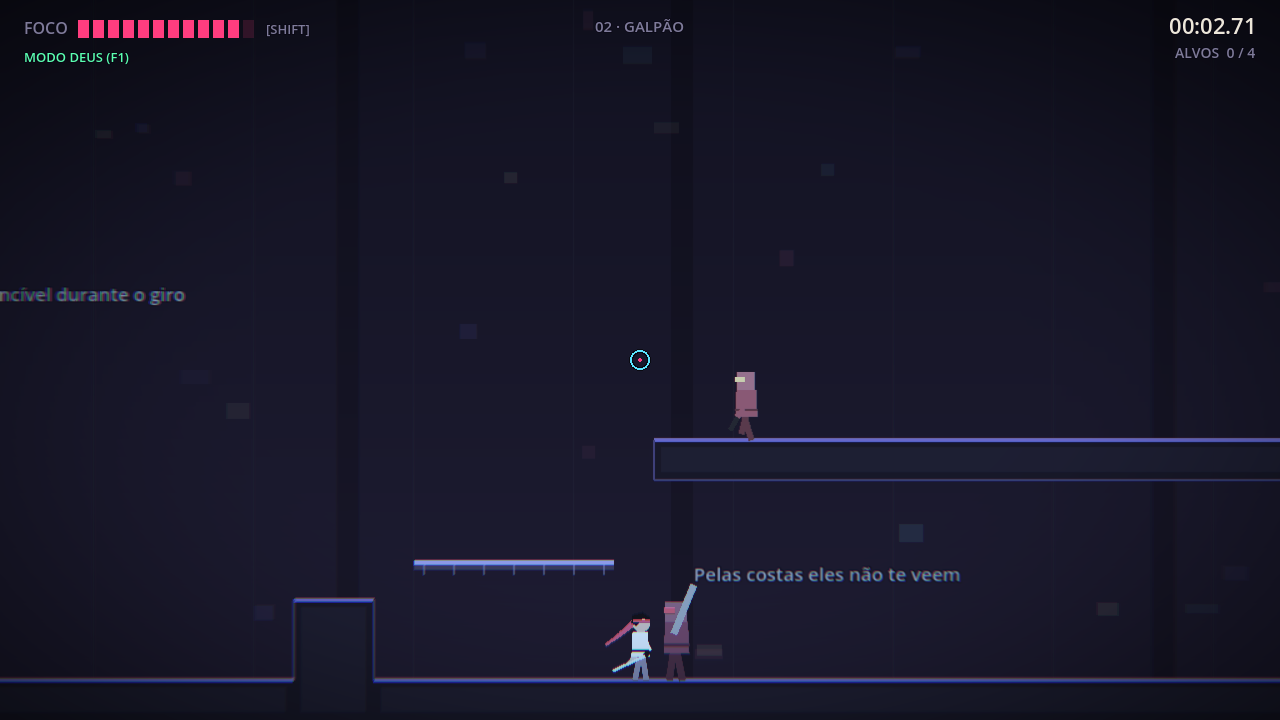 FOCO [SHIFT]
02 · GALPÃO
00:02.71
MODO DEUS (F1)
ALVOS 0 / 4
ncível durante o giro
Pelas costas eles não te veem